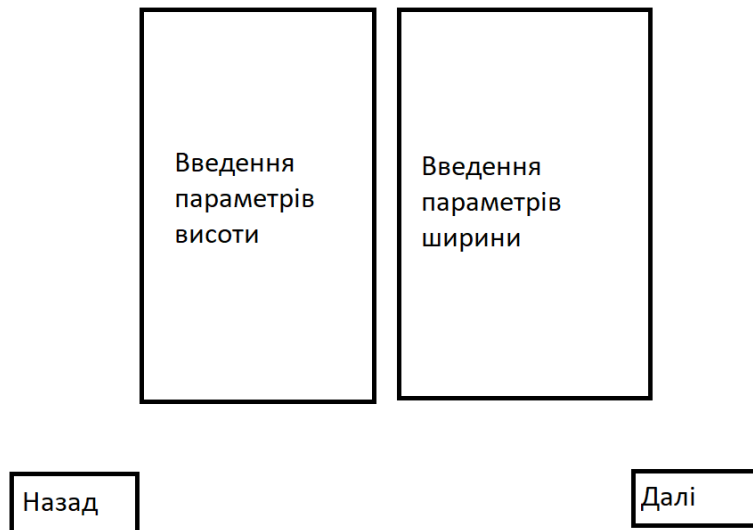 Введення
параметрів
висоти
Введення
параметрів
ширини
Назад
Далі